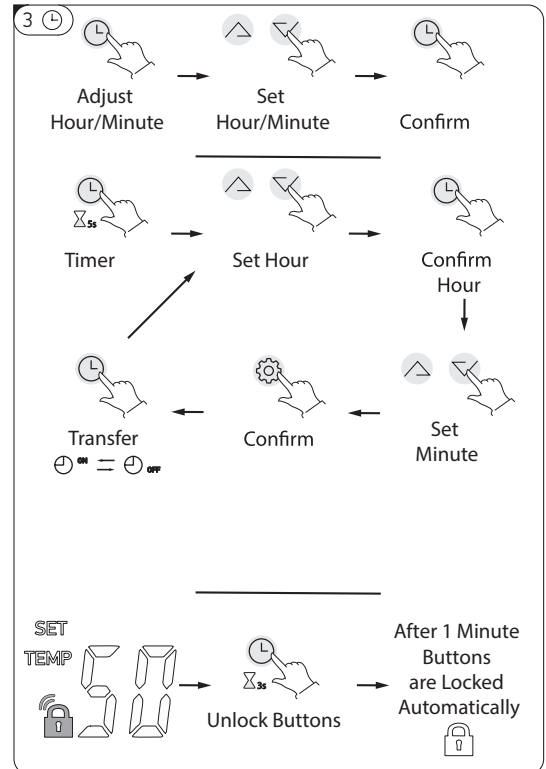 3
Adjust
Hour/Minute
Set
Hour/Minute
Confirm
5s
Timer
Set Hour
Confirm
Hour
Transfer
ON
OFF
Confirm
Set
Minute
SET
TEMP
50
3s
Unlock Buttons
After 1 Minute
Buttons
are Locked
Automatically